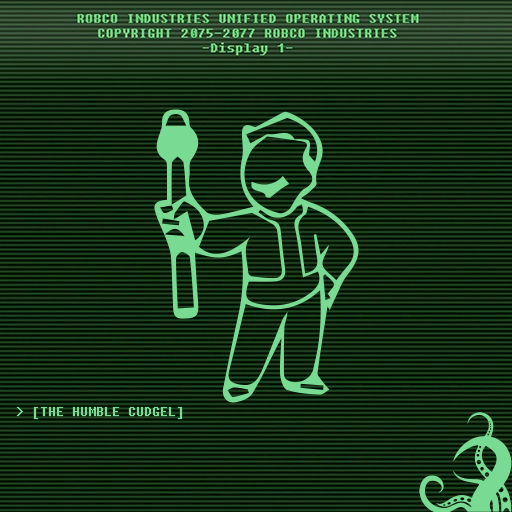 ROBCO INDUSTRIES UNIFIED OPERATING SYSTEM
COPYRIGHT 2075-2077 ROBCO INDUSTRIES
-Display 1-
> [THE HUMBLE CUDGEL]